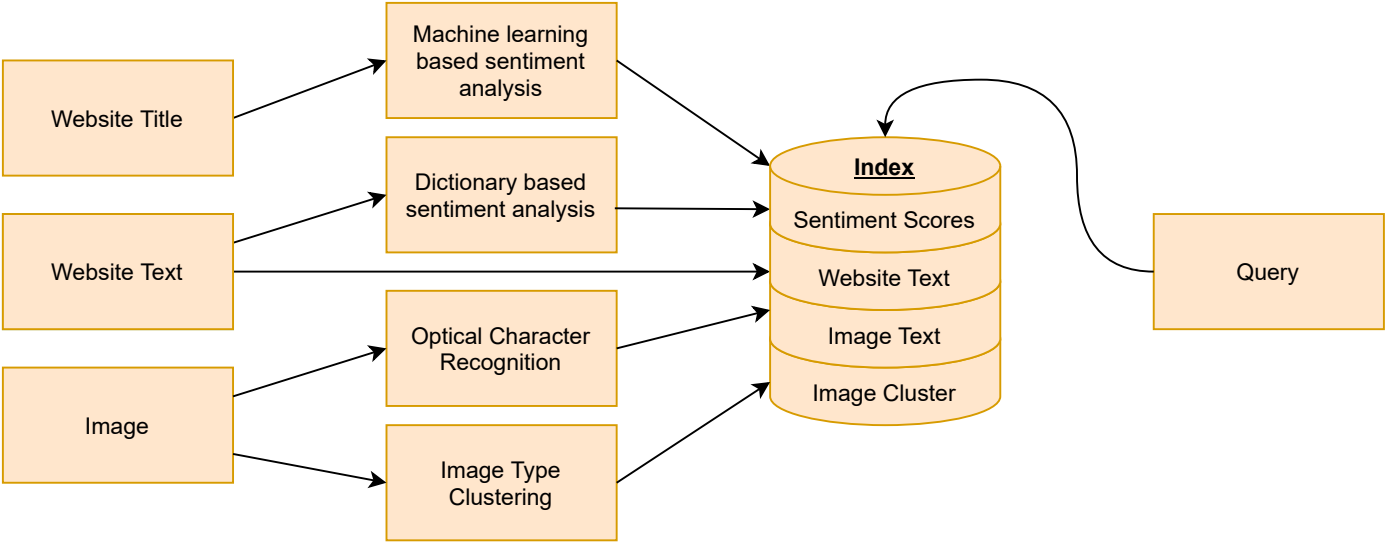 Website Title
Machine learning
based sentiment
analysis
Website Text
Dictionary based
sentiment analysis
Image
Optical Character
Recognition
Image Type
Clustering
Index
Sentiment Scores
Website Text
Image Text
Image Cluster
Query